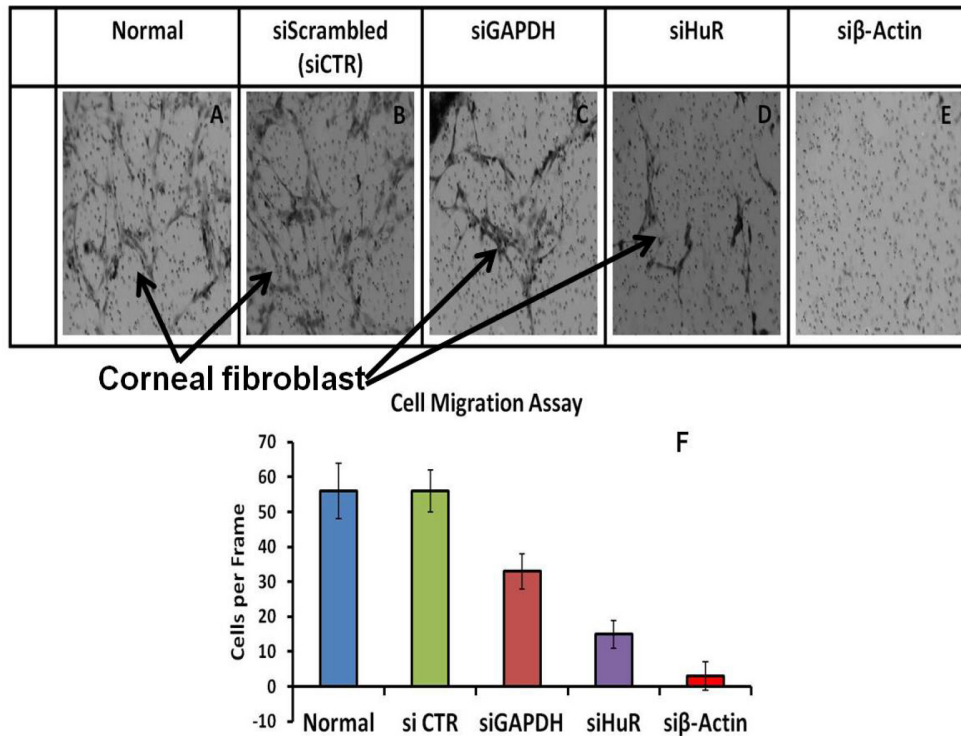 Normal
siScrambled
(siCTR)
siGAPDH
siHuR
siβ-Actin
A
B
C
D
E
Corneal fibroblast
Cell Migration Assay
F
Cells per Frame
70
60
50
40
30
20
10
0
-10
Normal
si CTR
siGAPDH
siHuR
siβ-Actin